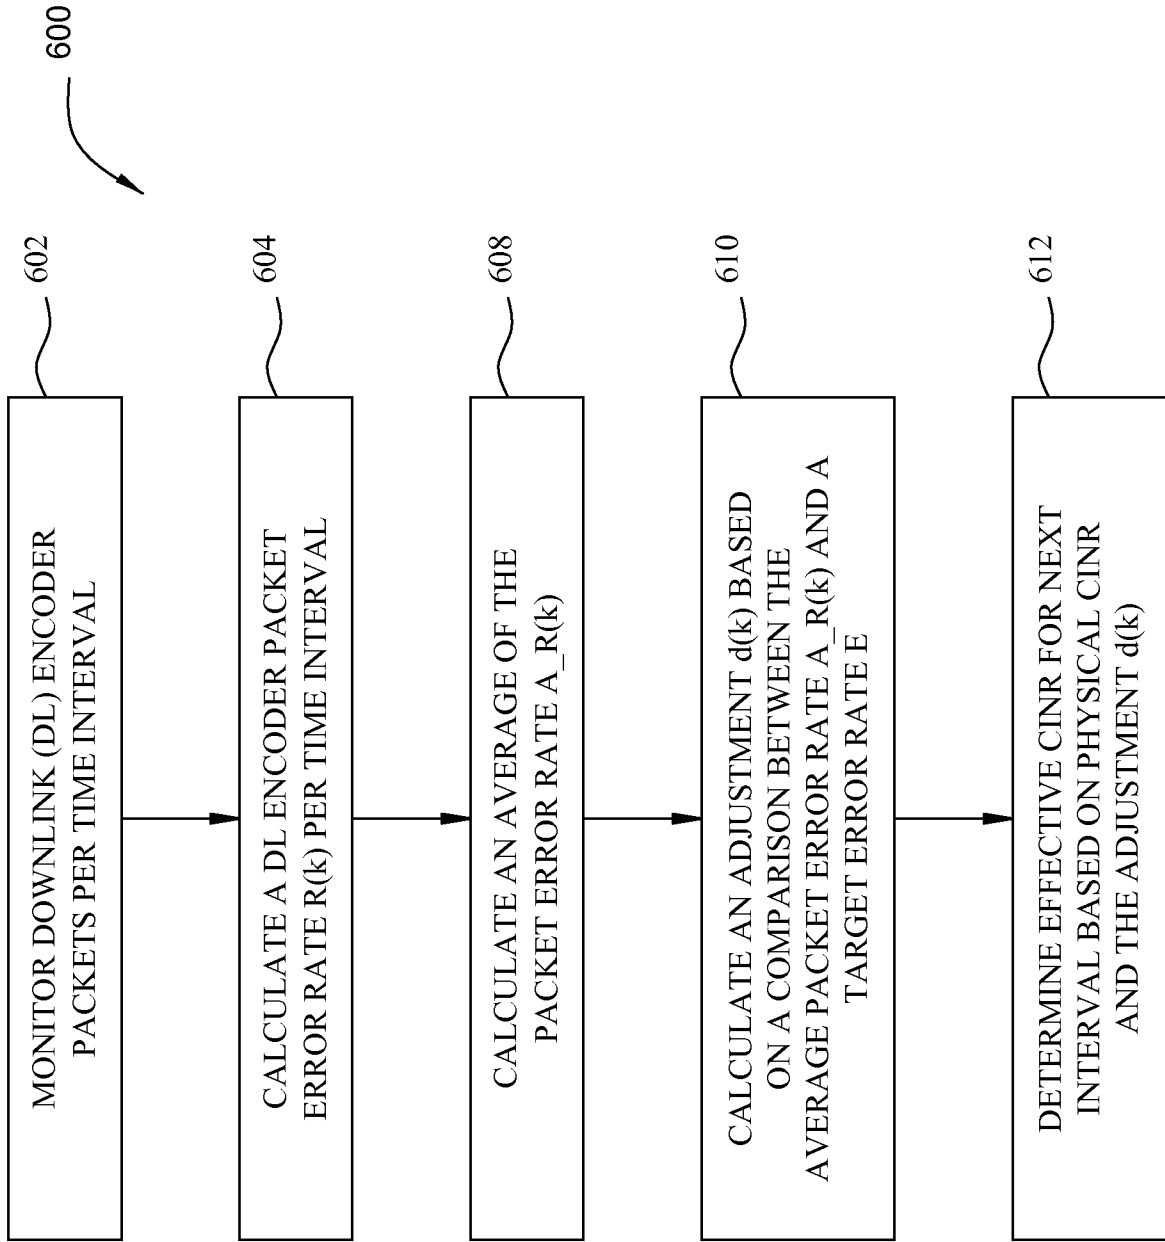 600
602
MONITOR DOWNLINK (DL) ENCODER
PACKETS PER TIME INTERVAL
604
CALCULATE A DL ENCODER PACKET
ERROR RATE R(k) PER TIME INTERVAL
608
CALCULATE AN AVERAGE OF THE
PACKET ERROR RATE A_R(k)
610
CALCULATE AN ADJUSTMENT d(k) BASED
ON A COMPARISON BETWEEN THE
AVERAGE PACKET ERROR RATE A_R(k) AND A
TARGET ERROR RATE E
612
DETERMINE EFFECTIVE CINR FOR NEXT
INTERVAL BASED ON PHYSICAL CINR
AND THE ADJUSTMENT d(k)